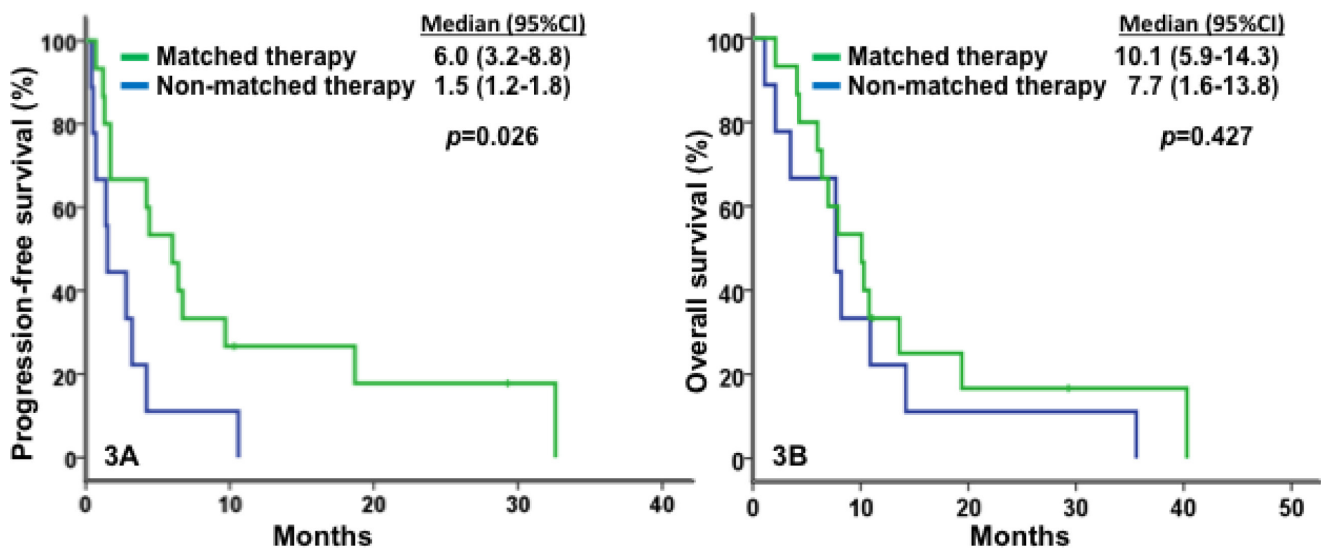 Median (95%CI)
Matched therapy 6.0 (3.2-8.8)
Non-matched therapy 1.5 (1.2-1.8)
p=0.026
Progression-free survival (%)
100
80
60
40
20
0
3A
0 10 20 30 40
Months
Median (95%CI)
Matched therapy 10.1 (5.9-14.3)
Non-matched therapy 7.7 (1.6-13.8)
p=0.427
Overall survival (%)
100
80
60
40
20
0
3B
0 10 20 30 40 50
Months